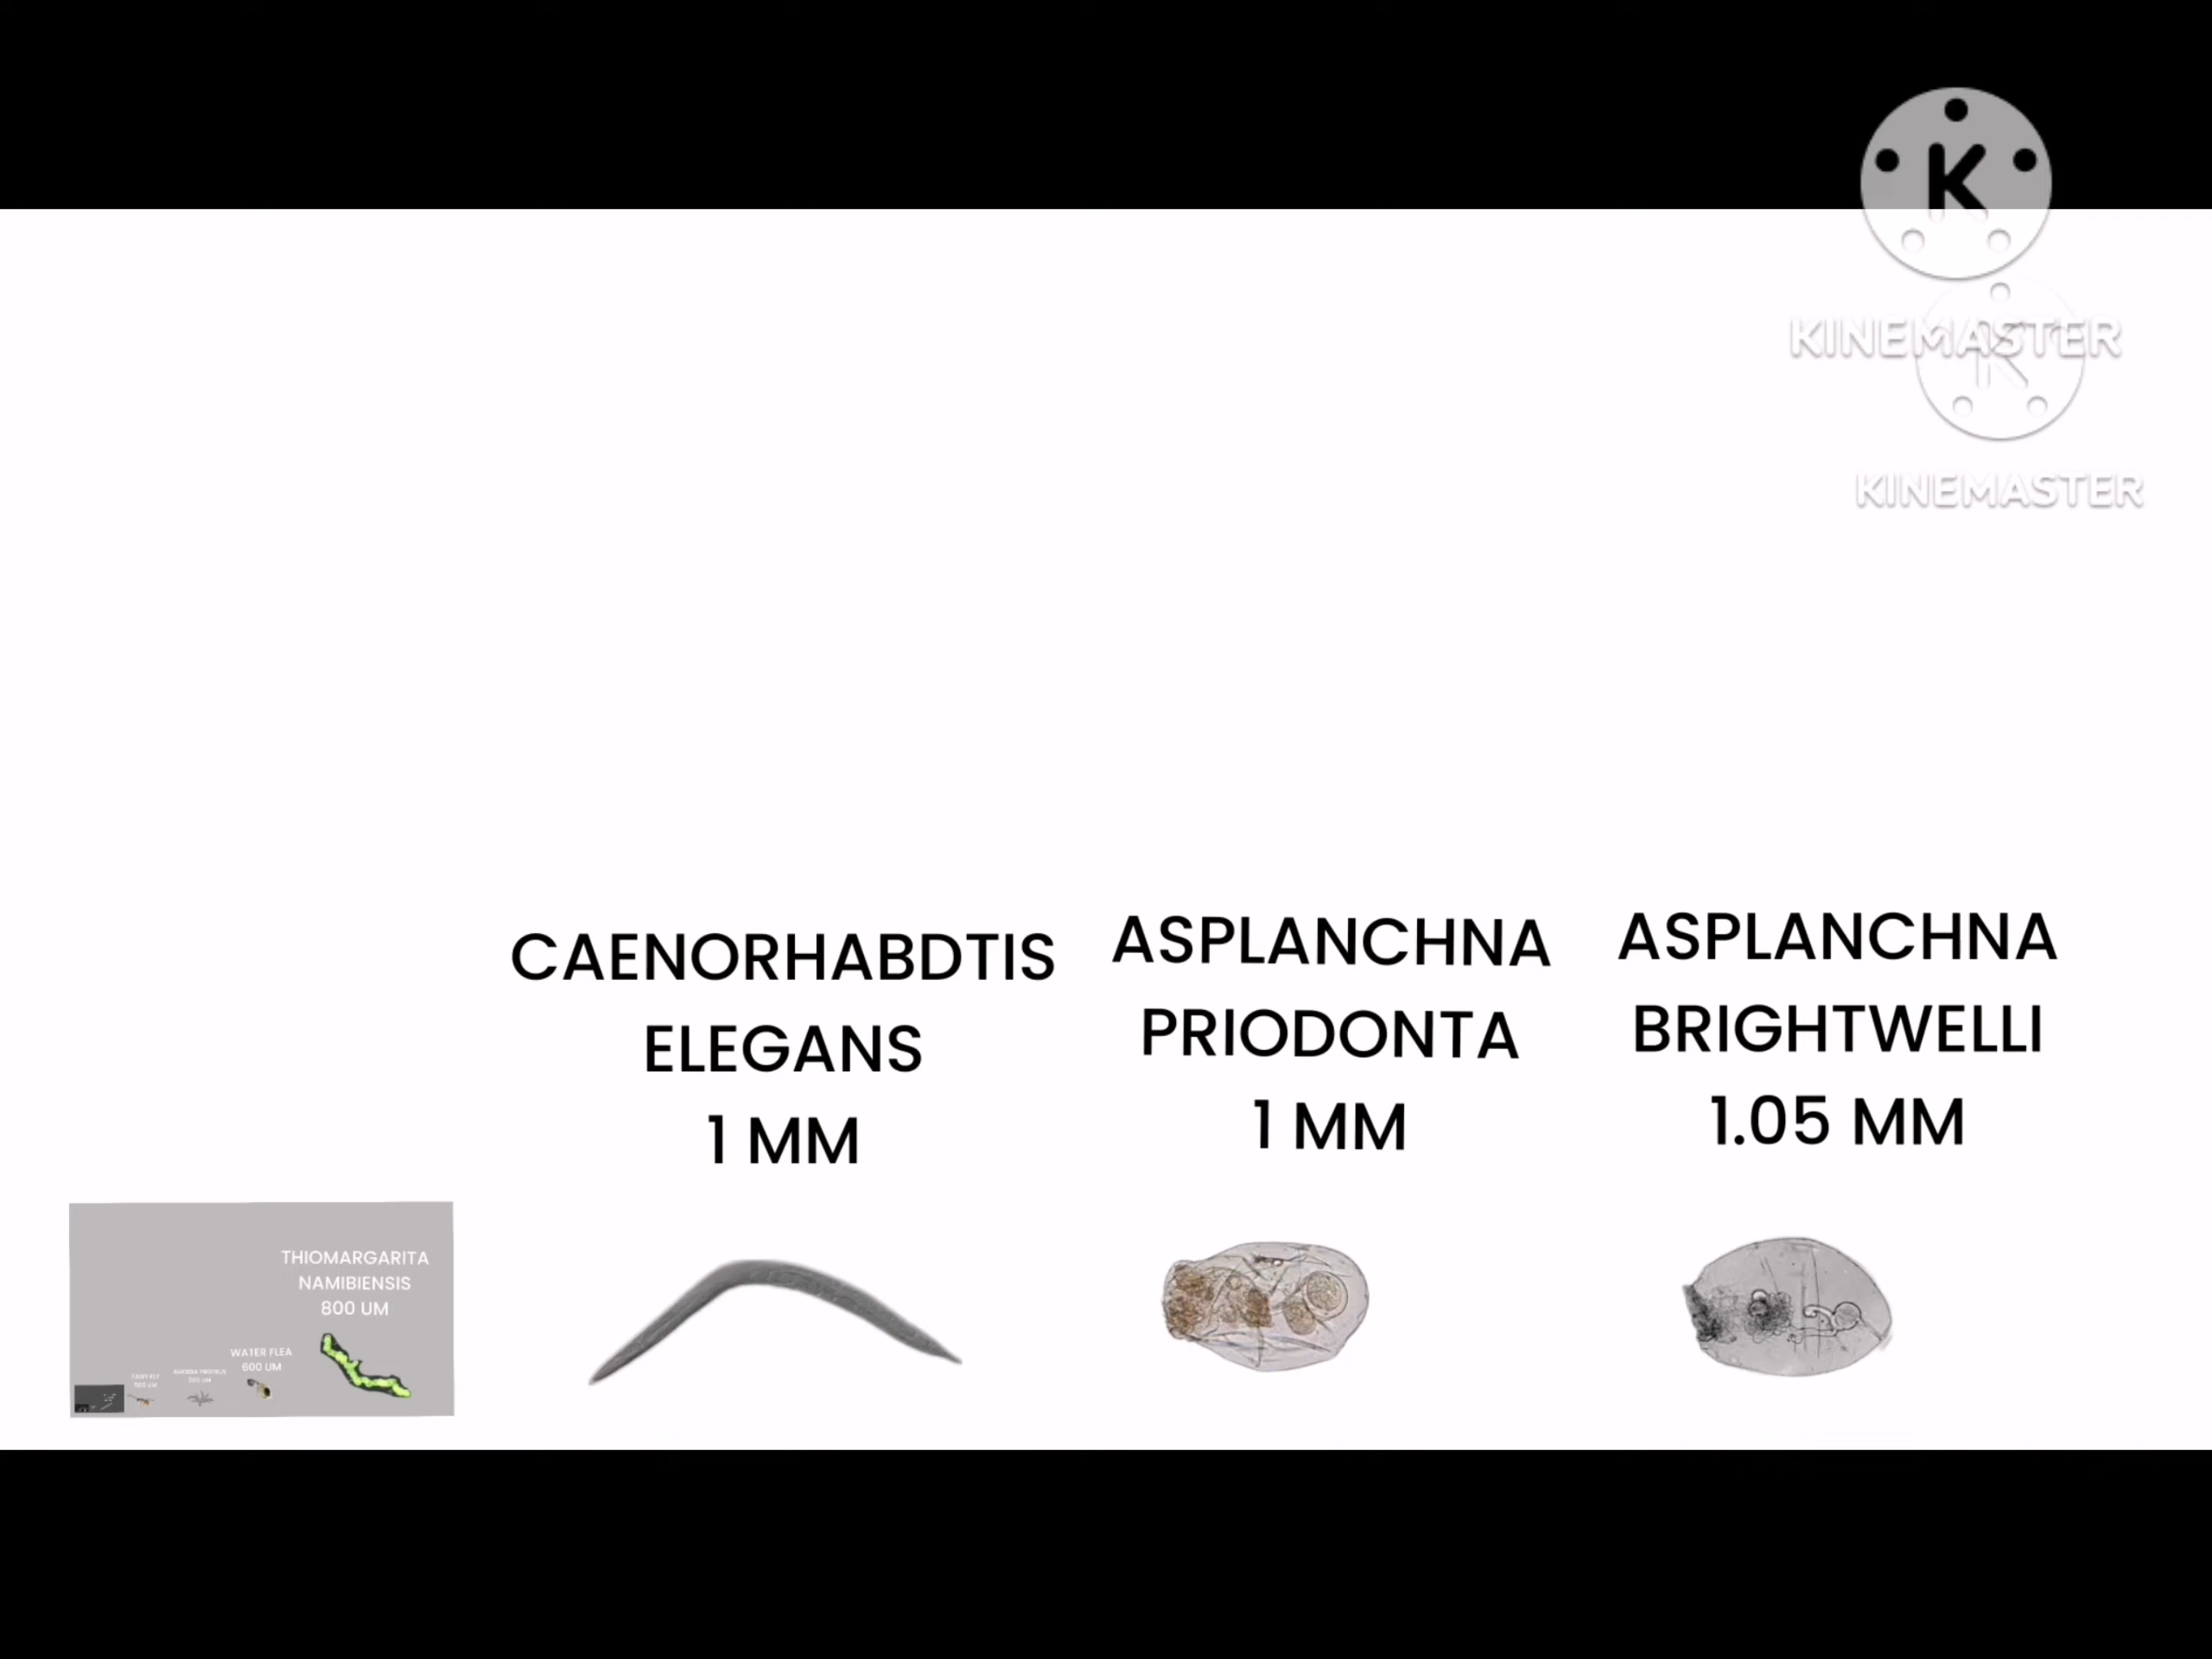 K
KINEMASTER
K
KINEMASTER
CAENORHABDTIS
ELEGANS
1 MM
ASPLANCHNA
PRIODONTA
1 MM
ASPLANCHNA
BRIGHTWELLI
1.05 MM
THIOMARGARITA
NAMIBIENSIS
800 UM
WATER FLEA
600 UM